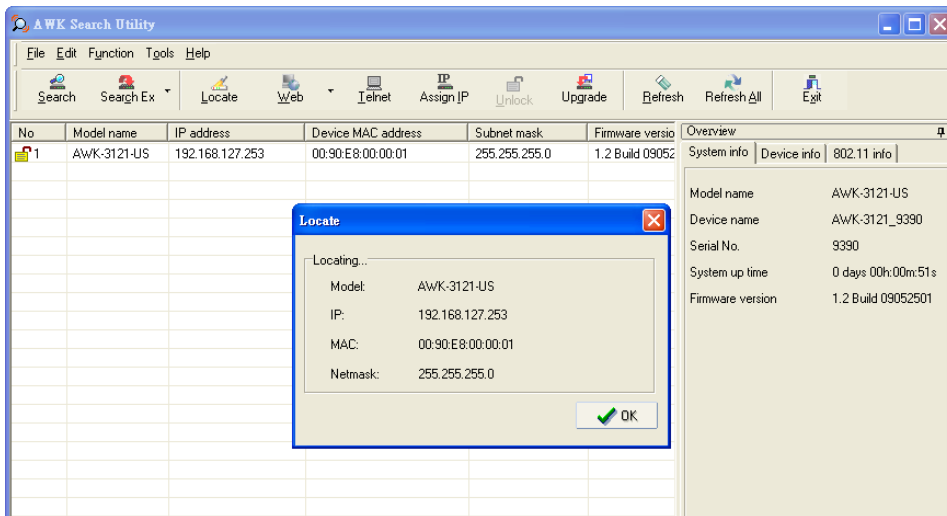 AWK Search Utility
File Edit Function Tools Help
Search Search Ex Locate Web Telnet Assign IP Unlock Upgrade Refresh Refresh All Exit
No Model name IP address Device MAC address Subnet mask Firmware versio
1 AWK-3121-US 192.168.127.253 00:90:E8:00:00:01 255.255.255.0 1.2 Build 09052
Overview
System info Device info 802.11 info
Model name AWK-3121-US
Device name AWK-3121_9390
Serial No. 9390
System up time 0 days 00h:00m:51s
Firmware version 1.2 Build 09052501
Locate
Locating...
Model: AWK-3121-US
IP: 192.168.127.253
MAC: 00:90:E8:00:00:01
Netmask: 255.255.255.0
OK